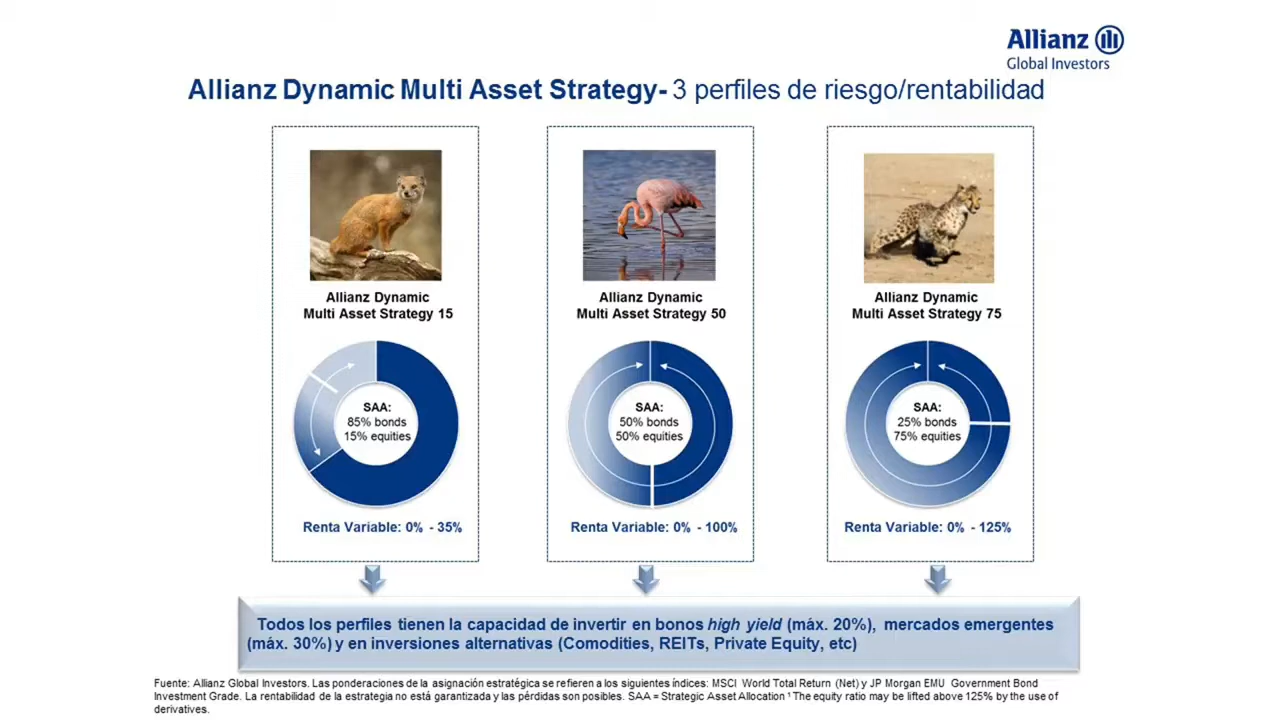 Allianz
Global Investors
Allianz Dynamic Multi Asset Strategy- 3 perfiles de riesgo/rentabilidad
Allianz Dynamic
Multi Asset Strategy 15
SAA:
85% bonds
15% equities
Renta Variable: 0% - 35%
Allianz Dynamic
Multi Asset Strategy 50
SAA:
50% bonds
50% equities
Renta Variable: 0% - 100%
Allianz Dynamic
Multi Asset Strategy 75
SAA:
25% bonds
75% equities
Renta Variable: 0% - 125%
Todos los perfiles tienen la capacidad de invertir en bonos high yield (máx. 20%), mercados emergentes
(máx. 30%) y en inversiones alternativas (Comodities, REITs, Private Equity, etc)
Fuente: Allianz Global Investors. Las ponderaciones de la asignación estratégica se refieren a los siguientes índices: MSCI World Total Return (Net) y JP Morgan EMU Government Bond
Investment Grade. La rentabilidad de la estrategia no está garantizada y las pérdidas son posibles. SAA = Strategic Asset Allocation ¹ The equity ratio may be lifted above 125% by the use of
derivatives.